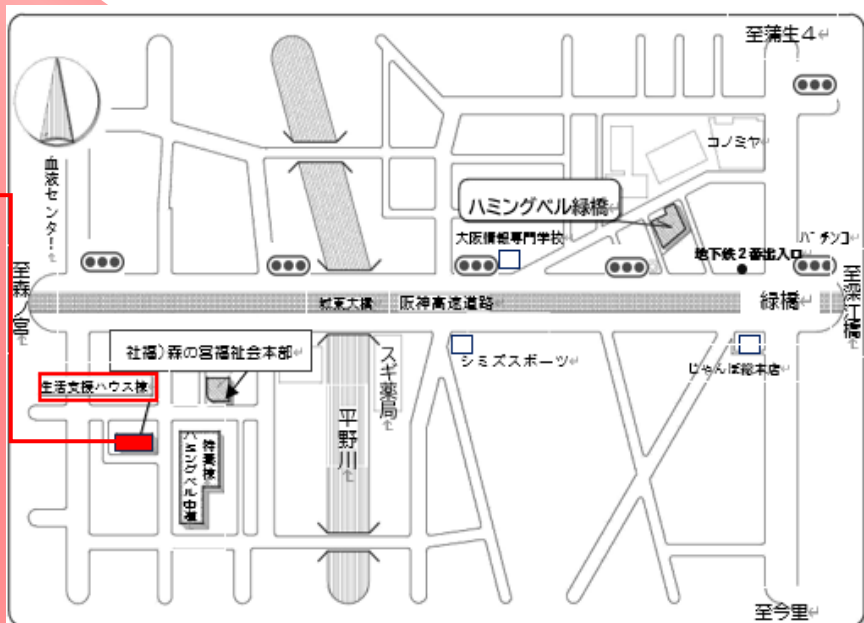 至蒲生4
コノミヤ
血液センター
ハミングベル緑橋
大阪情報専門学校
地下鉄2番出入口
パチンコ
至森ノ宮
城東大橋
阪神高速道路
緑橋
至深江橋
社福)森の宮福祉会本部
スギ薬局
シミズスポーツ
じゃんぼ総本店
生活支援ハウス棟
平野川
特養棟
ハミングベル中道
至今里